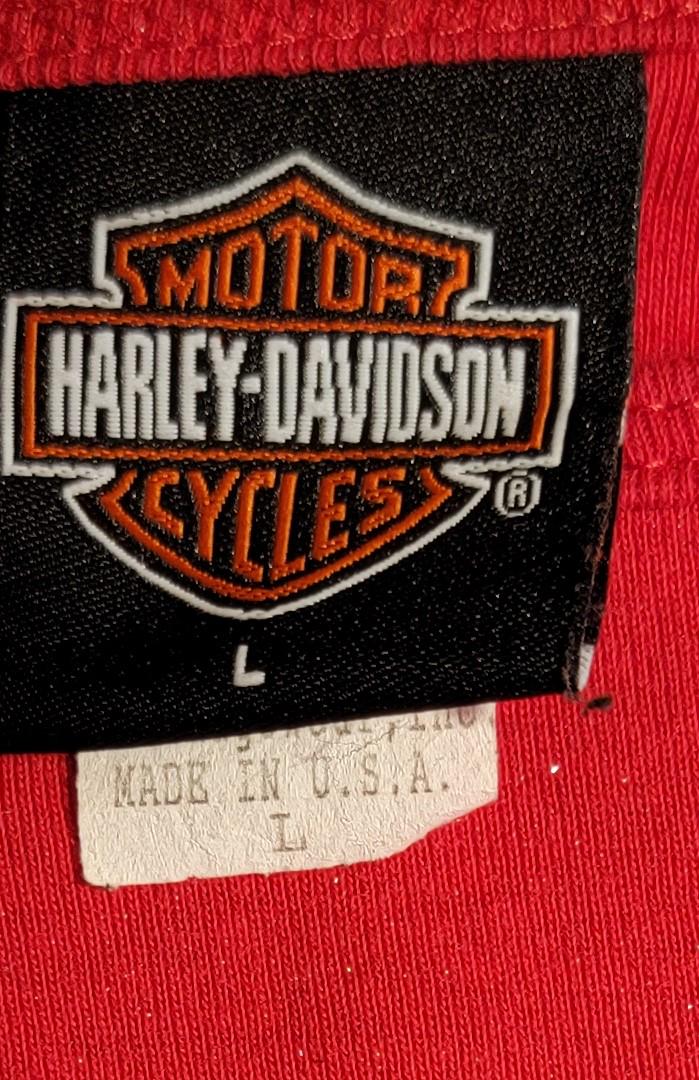 MOTOR
HARLEY-DAVIDSON
CYCLES
®
L
MADE IN U.S.A.
L